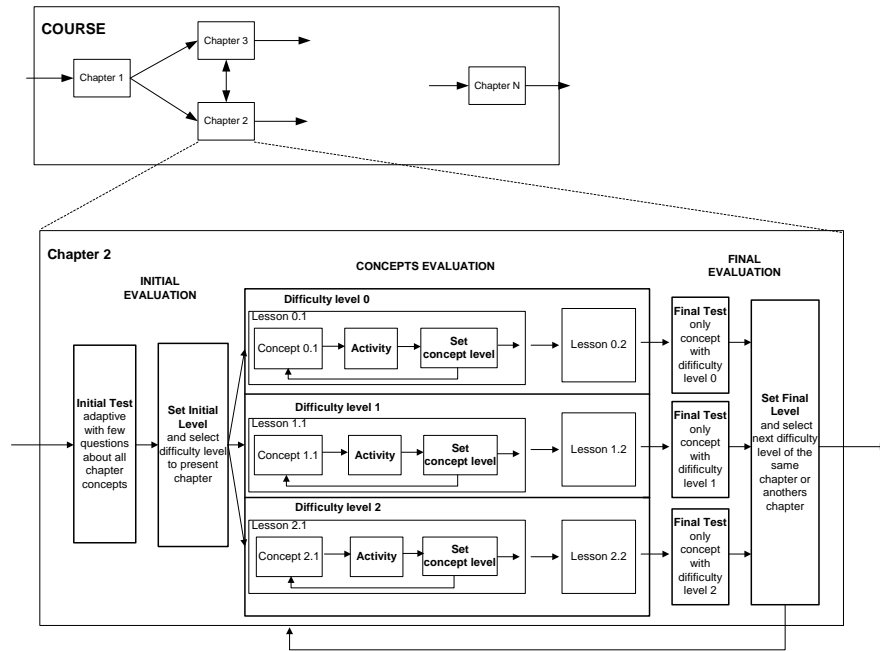 COURSE
Chapter 1
Chapter 3
Chapter 2
Chapter N
Chapter 2
INITIAL
EVALUATION
CONCEPTS EVALUATION
FINAL
EVALUATION
Initial Test
adaptive
with few
questions
about all
chapter
concepts
Set Initial
Level
and select
difficulty level
to present
chapter
Difficulty level 0
Lesson 0.1
Concept 0.1
Activity
Set
concept level
Lesson 0.2
Difficulty level 1
Lesson 1.1
Concept 1.1
Activity
Set
concept level
Lesson 1.2
Difficulty level 2
Lesson 2.1
Concept 2.1
Activity
Set
concept level
Lesson 2.2
Final Test
only
concept
with
difificulty
level 0
Final Test
only
concept
with
difificulty
level 1
Final Test
only
concept
with
difificulty
level 2
Set Final
Level
and select
next difficulty
level of the
same
chapter or
anothers
chapter